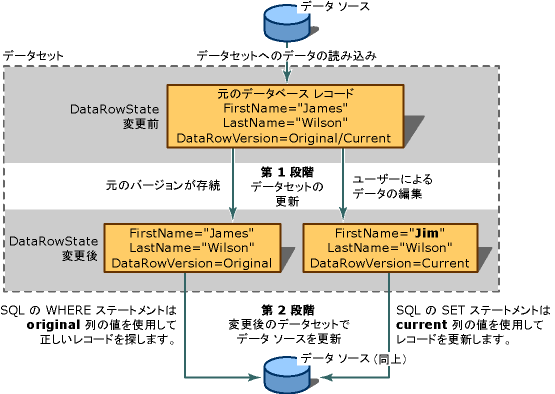 データ ソース
データセット
データセットへのデータの読み込み
DataRowState
変更前
元のデータベース レコード
FirstName="James"
LastName="Wilson"
DataRowVersion=Original/Current
元のバージョンが存続
第 1 段階
データセットの
更新
ユーザーによる
データの編集
DataRowState
変更後
FirstName="James"
LastName="Wilson"
DataRowVersion=Original
FirstName="Jim"
LastName="Wilson"
DataRowVersion=Current
SQL の WHERE ステートメントは
original 列の値を使用して
正しいレコードを探します。
第 2 段階
変更後のデータセットで
データ ソースを更新
SQL の SET ステートメントは
current 列の値を使用して
レコードを更新します。
データ ソース (同上)